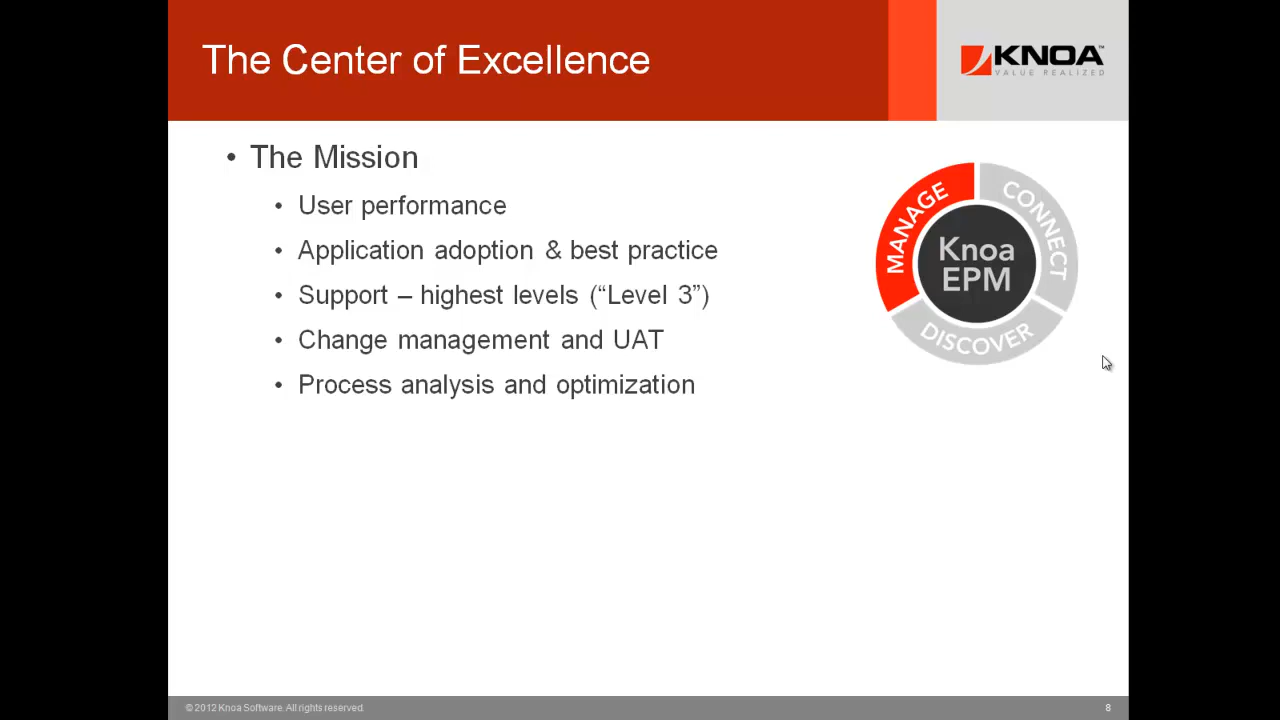 The Center of Excellence
KNOA™
VALUE REALIZED
• The Mission
• User performance
• Application adoption & best practice
• Support – highest levels (“Level 3”)
• Change management and UAT
• Process analysis and optimization
MANAGE
CONNECT
Knoa
EPM
DISCOVER
© 2012 Knoa Software. All rights reserved.
8